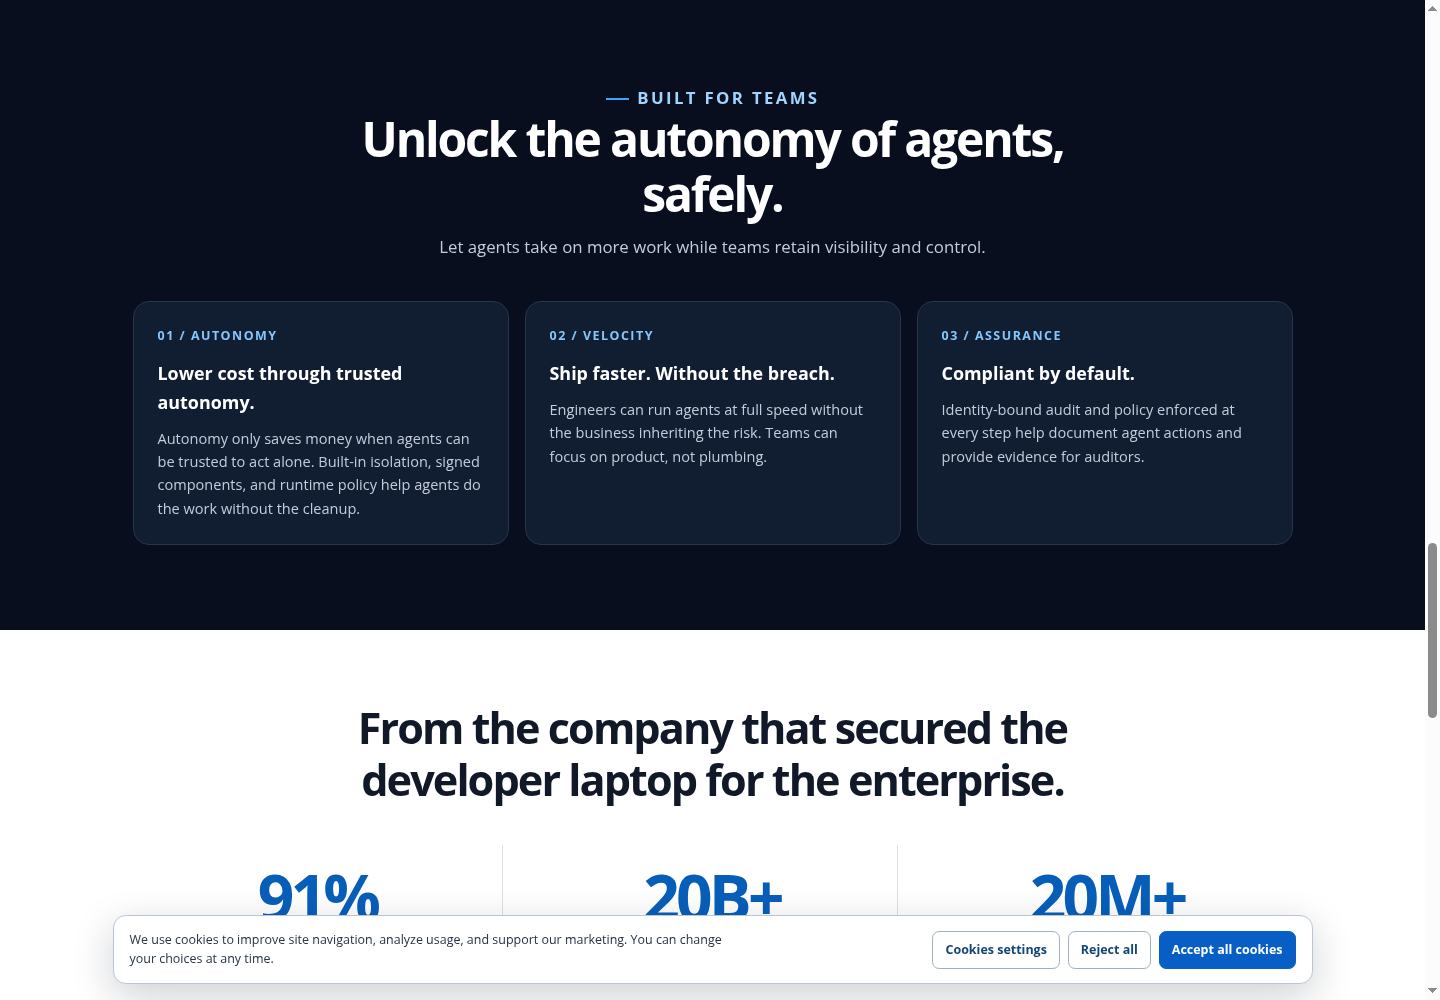 BUILT FOR TEAMS
Unlock the autonomy of agents,
safely.
Let agents take on more work while teams retain visibility and control.
01 / AUTONOMY
Lower cost through trusted
autonomy.
Autonomy only saves money when agents can
be trusted to act alone. Built-in isolation, signed
components, and runtime policy help agents do
the work without the cleanup.
02 / VELOCITY
Ship faster. Without the breach.
Engineers can run agents at full speed without
the business inheriting the risk. Teams can
focus on product, not plumbing.
03 / ASSURANCE
Compliant by default.
Identity-bound audit and policy enforced at
every step help document agent actions and
provide evidence for auditors.
From the company that secured the
developer laptop for the enterprise.
91%
20B+
20M+
We use cookies to improve site navigation, analyze usage, and support our marketing. You can change
your choices at any time.
Cookies settings
Reject all
Accept all cookies